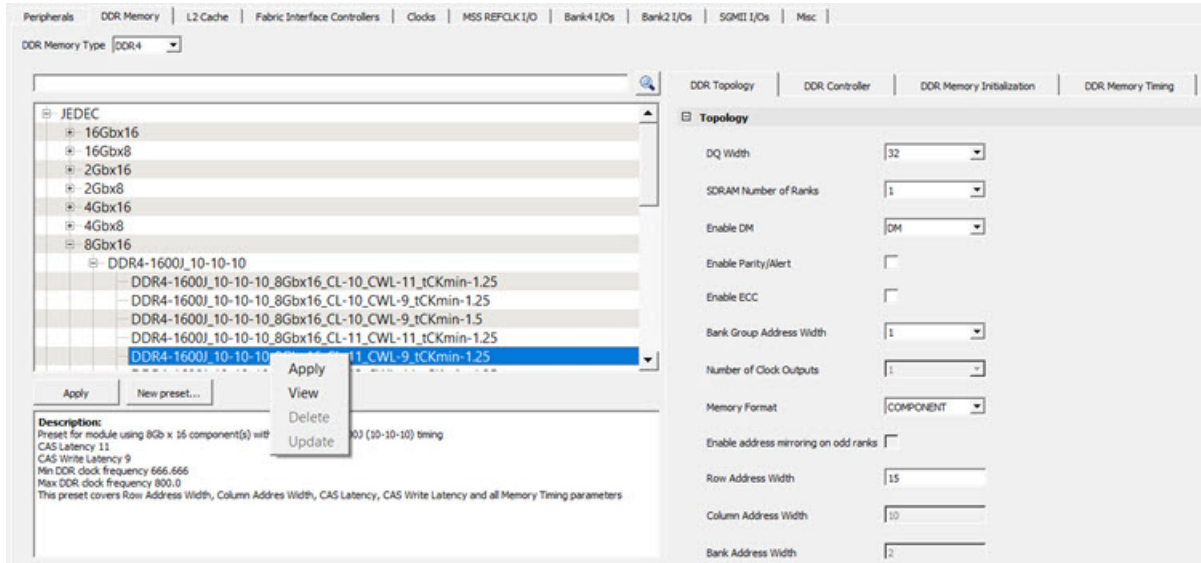 Peripherals DDR Memory L2 Cache Fabric Interface Controllers Clocks MSS REFCLK I/O Bank4 I/Os Bank2 I/Os SGMII I/Os Misc
DDR Memory Type DDR4
DDR Topology DDR Controller DDR Memory Initialization DDR Memory Timing
JEDEC
16Gbx16
16Gbx8
2Gbx16
2Gbx8
4Gbx16
4Gbx8
8Gbx16
DDR4-1600J_10-10-10
DDR4-1600J_10-10-10_8Gbx16_CL-10_CWL-11_tCKmin-1.25
DDR4-1600J_10-10-10_8Gbx16_CL-10_CWL-9_tCKmin-1.25
DDR4-1600J_10-10-10_8Gbx16_CL-10_CWL-9_tCKmin-1.5
DDR4-1600J_10-10-10_8Gbx16_CL-11_CWL-11_tCKmin-1.25
DDR4-1600J_10-10-10_8Gbx16_CL-11_CWL-9_tCKmin-1.25
Apply
View
Delete
Update
Apply New preset...
Description:
Preset for module using 8Gb x 16 component(s) with 00J (10-10-10) timing
CAS Latency 11
CAS Write Latency 9
Min DDR clock frequency 666.666
Max DDR clock frequency 800.0
This preset covers Row Address Width, Column Addres Width, CAS Latency, CAS Write Latency and all Memory Timing parameters
Topology
DQ Width 32
SDRAM Number of Ranks 1
Enable DM DM
Enable Parity/Alert
Enable ECC
Bank Group Address Width 1
Number of Clock Outputs 1
Memory Format COMPONENT
Enable address mirroring on odd ranks
Row Address Width 15
Column Address Width 10
Bank Address Width 2